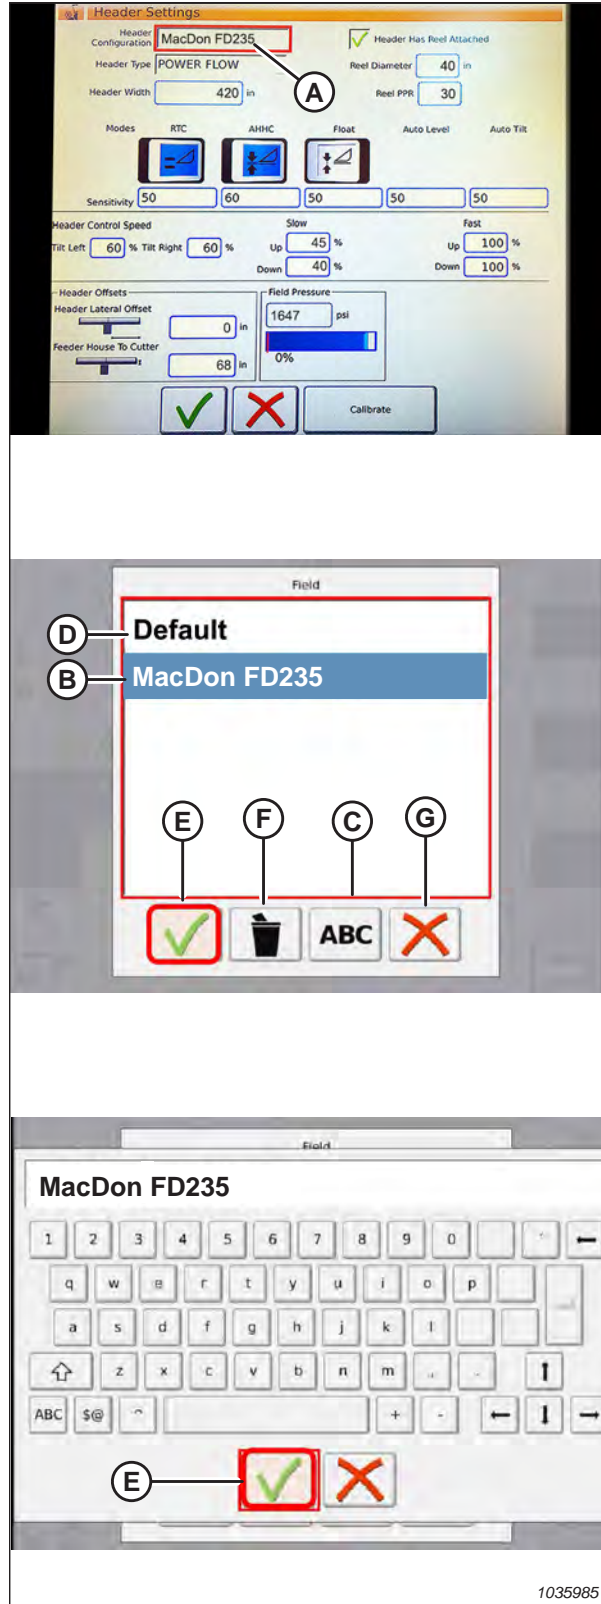 Header Settings
Header Configuration MacDon FD235 Header Has Reel Attached
A
Header Type POWER FLOW Reel Diameter 40 in
Header Width 420 in Reel PPR 30
Modes RTC AHHC Float Auto Level Auto Tilt
Sensitivity 50 60 50 50 50
Header Control Speed Slow Fast
Tilt Left 60 % Tilt Right 60 % Up 45 % Up 100 %
Down 40 % Down 100 %
Header Offsets Field Pressure
Header Lateral Offset 1647 psi
0 in
Feeder House To Cutter 0%
68 in
Calibrate
Field
D Default
B MacDon FD235
E F C G
ABC
Field
MacDon FD235
1 2 3 4 5 6 7 8 9 0
q w e r t y u i o p
a s d f g h j k l
z x c v b n m , .
ABC $@ ^ + -
E
1035985